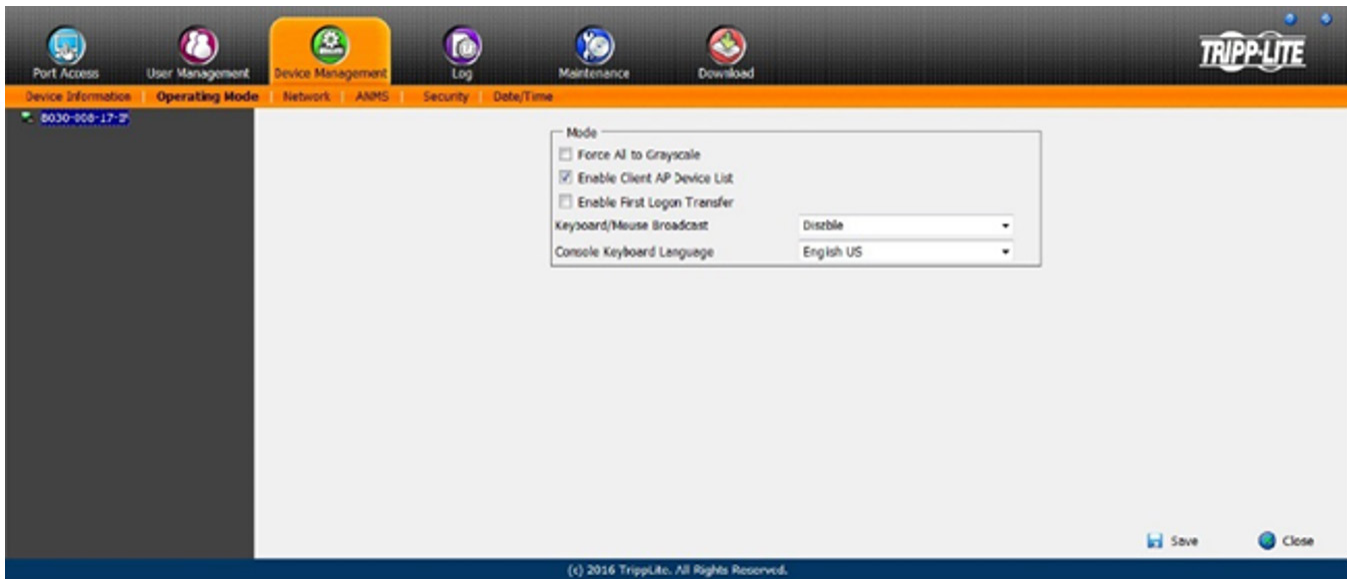 Port Access
User Management
Device Management
Log
Maintenance
Download
TRIPP·LITE
Device Information | Operating Mode | Network | ANMS | Security | Date/Time
Mode
Force All to Grayscale
Enable Client AP Device List
Enable First Logon Transfer
Keyboard/Mouse Broadcast
Disable
Console Keyboard Language
English US
Save
Close
(c) 2016 TrippLite. All Rights Reserved.